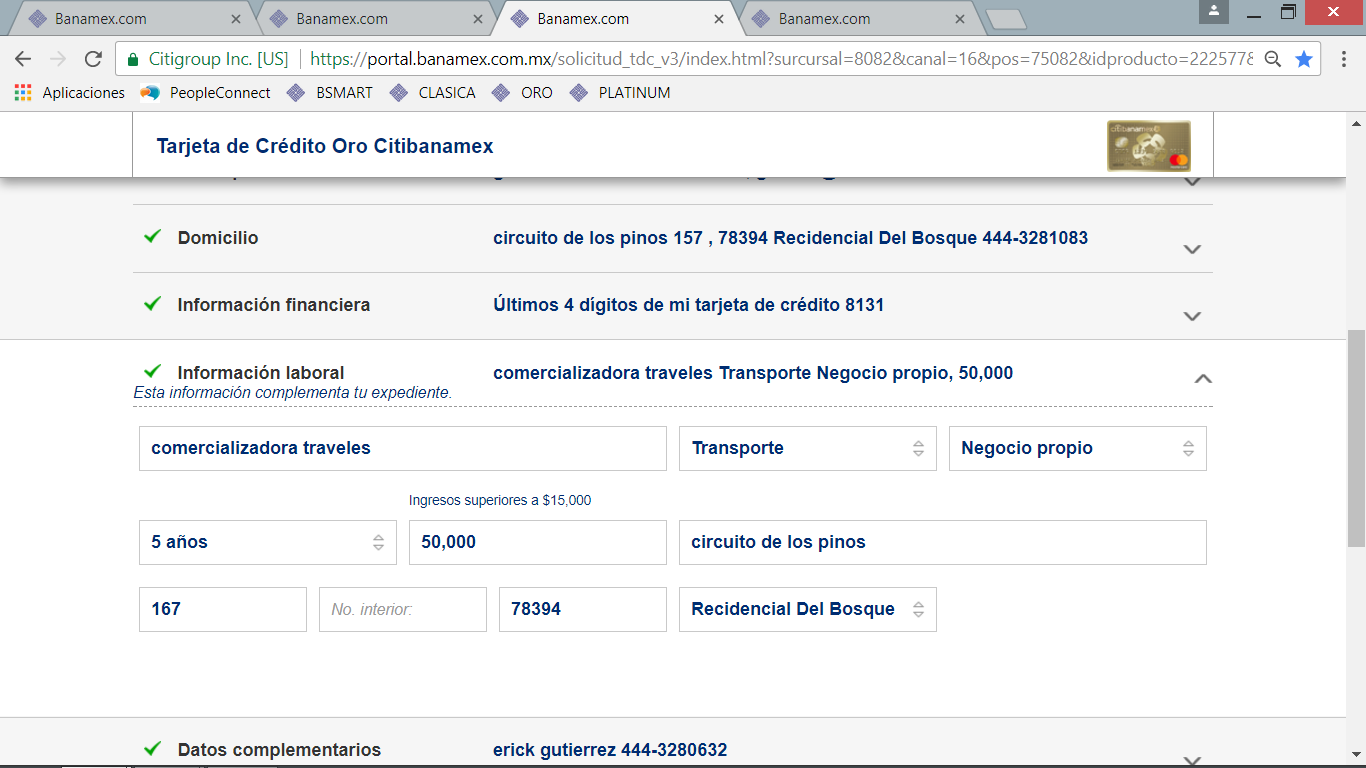 Banamex.com
Banamex.com
Banamex.com
Banamex.com
Citigroup Inc. [US]
https://portal.banamex.com.mx/solicitud_tdc_v3/index.html?surcursal=8082&canal=16&pos=75082&idproducto=222577&
Aplicaciones
PeopleConnect
BSMART
CLASICA
ORO
PLATINUM
Tarjeta de Crédito Oro Citibanamex
citibanamex
Domicilio
circuito de los pinos 157 , 78394 Recidencial Del Bosque 444-3281083
Información financiera
Últimos 4 dígitos de mi tarjeta de crédito 8131
Información laboral
comercializadora traveles Transporte Negocio propio, 50,000
Esta información complementa tu expediente.
comercializadora traveles
Transporte
Negocio propio
Ingresos superiores a $15,000
5 años
50,000
circuito de los pinos
167
No. interior:
78394
Recidencial Del Bosque
Datos complementarios
erick gutierrez 444-3280632